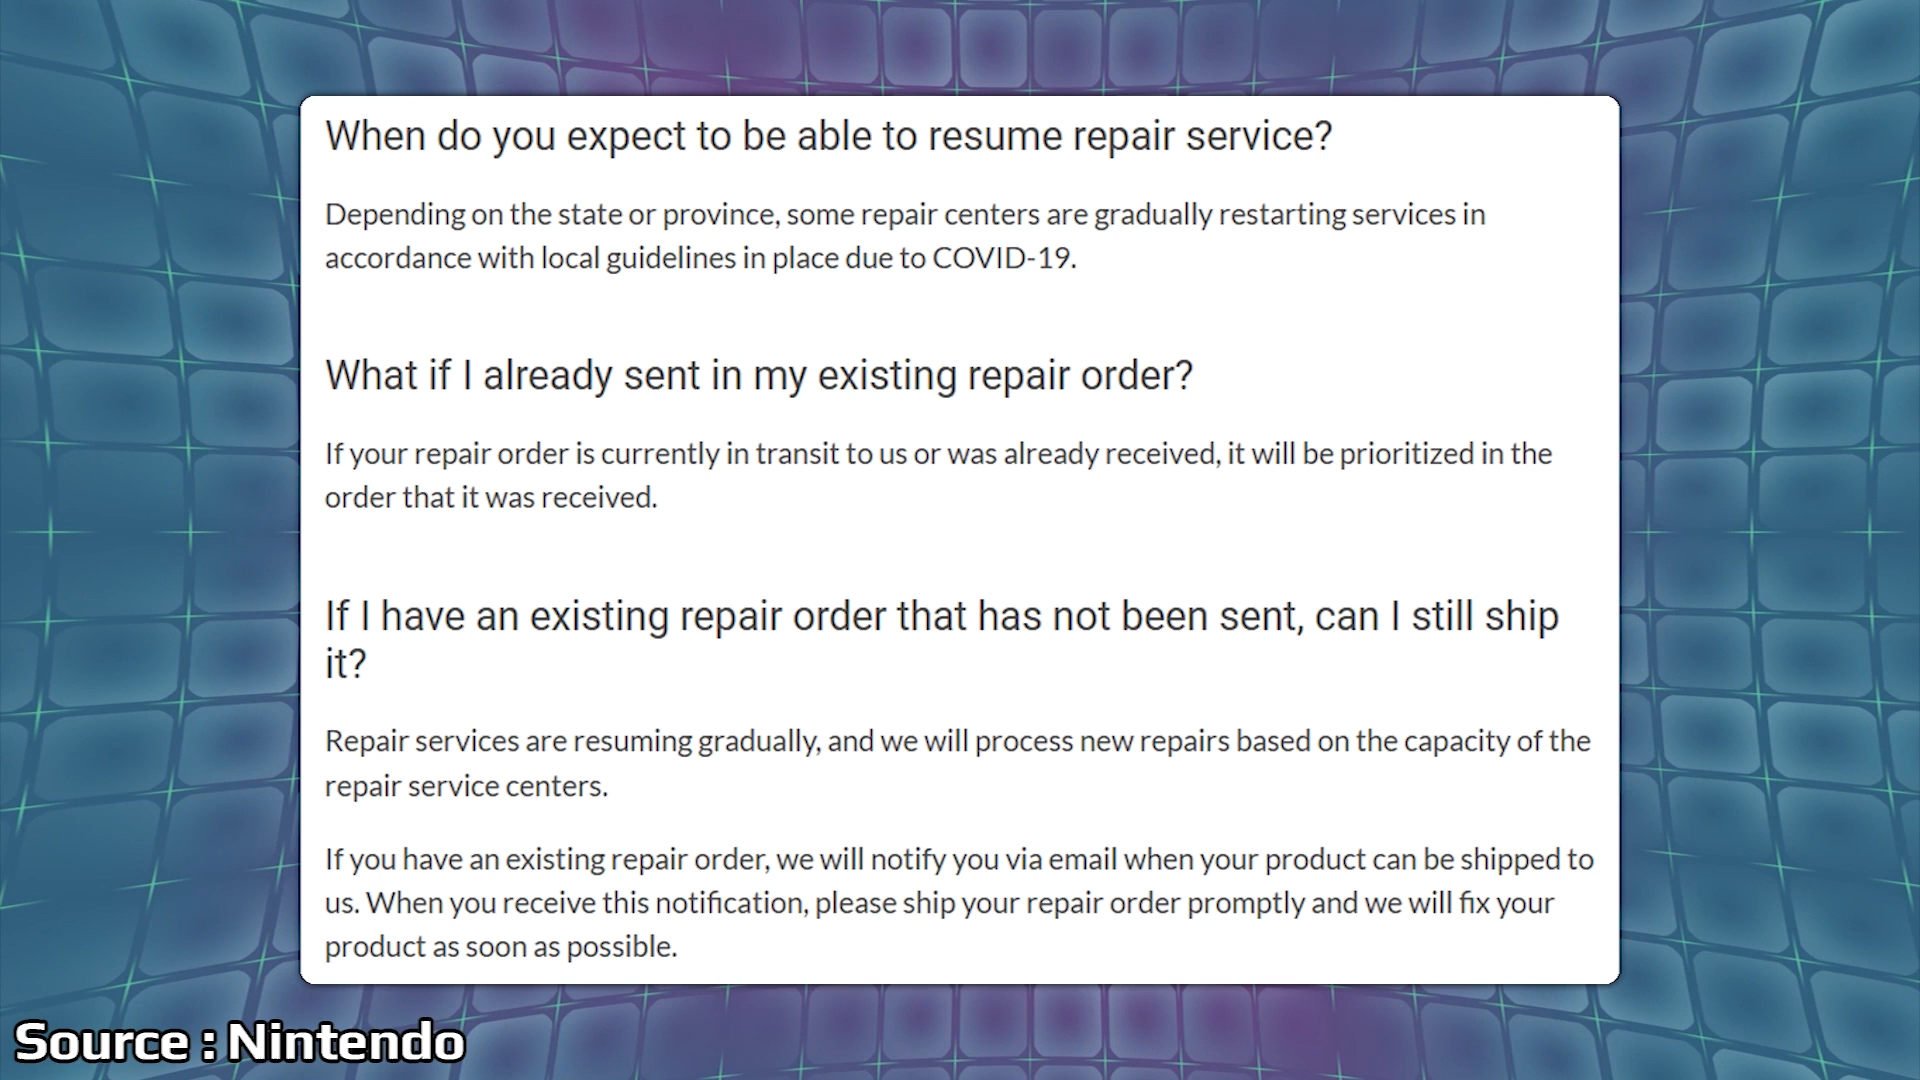 When do you expect to be able to resume repair service?
Depending on the state or province, some repair centers are gradually restarting services in
accordance with local guidelines in place due to COVID-19.
What if I already sent in my existing repair order?
If your repair order is currently in transit to us or was already received, it will be prioritized in the
order that it was received.
If I have an existing repair order that has not been sent, can I still ship
it?
Repair services are resuming gradually, and we will process new repairs based on the capacity of the
repair service centers.
If you have an existing repair order, we will notify you via email when your product can be shipped to
us. When you receive this notification, please ship your repair order promptly and we will fix your
product as soon as possible.
Source : Nintendo